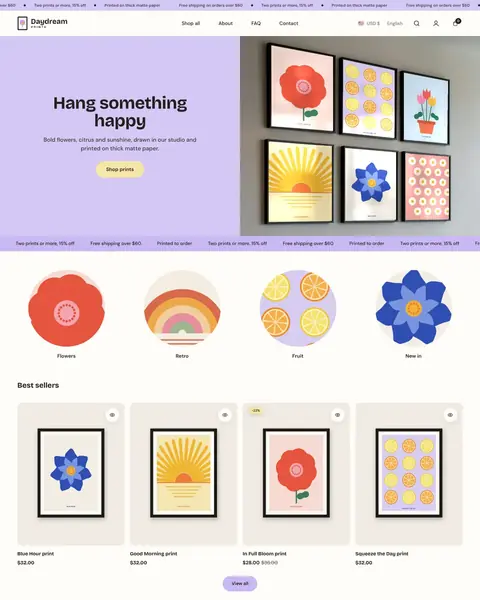 over $60 • Two prints or more, 15% off • Printed on thick matte paper • Free shipping on orders over $60 • Two prints or more, 15% off • Printed on thick matte paper • Free shipping on orders over $60
Daydream
PRINTS
Shop all
About
FAQ
Contact
USD $
English
0
Hang something
happy
Bold flowers, citrus and sunshine, drawn in our studio and
printed on thick matte paper.
Shop prints
Two prints or more, 15% off Free shipping over $60 Printed to order Two prints or more, 15% off Free shipping over $60 Printed to order Two prints or more, 15% off
Flowers
Retro
Fruit
New in
Best sellers
Blue Hour print
$32.00
Good Morning print
$32.00
In Full Bloom print
$28.00
Squeeze the Day print
$32.00
View all